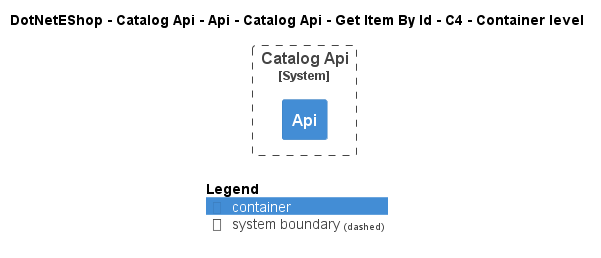 DotNetEShop - Catalog Api - Api - Catalog Api - Get Item By Id - C4 - Container level
Catalog Api
[System]
Api
Legend
container
system boundary (dashed)